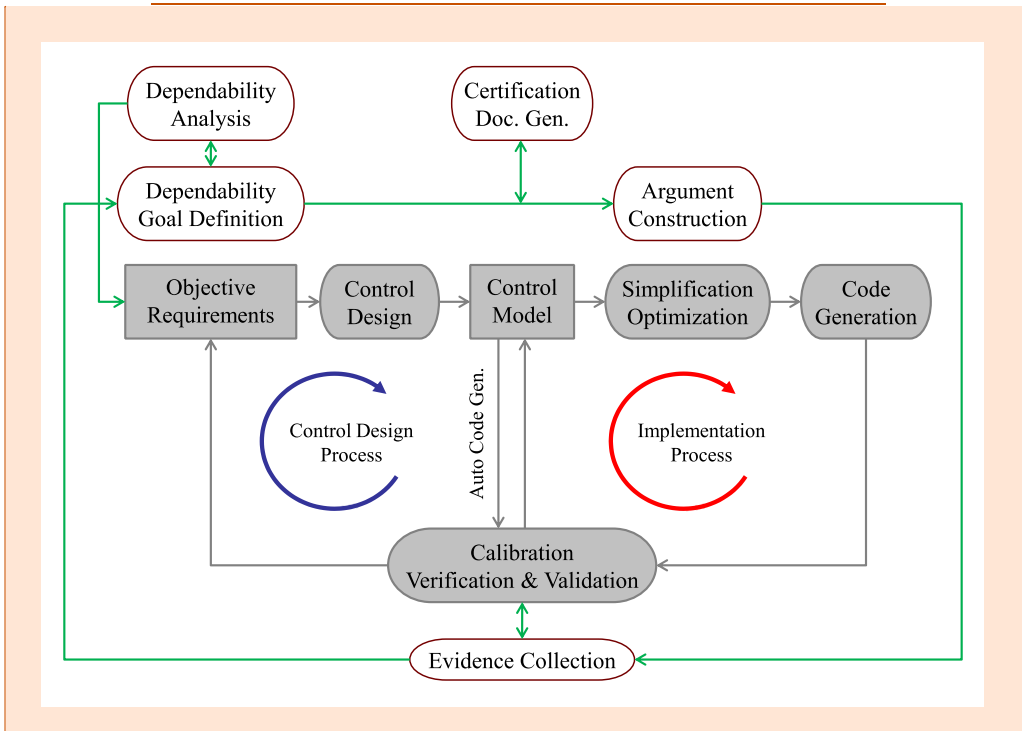 Dependability
Analysis
Certification
Doc. Gen.
Dependability
Goal Definition
Argument
Construction
Objective
Requirements
Control
Design
Control
Model
Simplification
Optimization
Code
Generation
Auto Code Gen.
Control Design
Process
Implementation
Process
Calibration
Verification & Validation
Evidence Collection